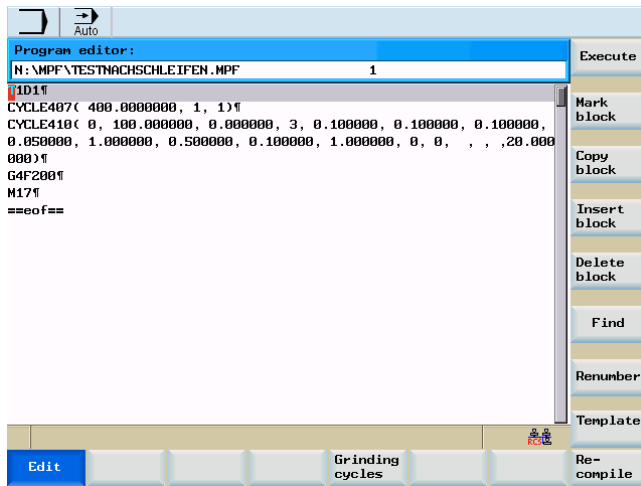 Auto
Program editor:
N:\MPF\TESTNACHSCHLEIFEN.MPF 1
T1D1¶
CYCLE407( 400.0000000, 1, 1)¶
CYCLE410( 0, 100.000000, 0.000000, 3, 0.100000, 0.100000, 0.100000,
0.050000, 1.000000, 0.500000, 0.100000, 1.000000, 0, 0, , , ,20.000
000)¶
G4F200¶
M17¶
==eof==
Execute
Mark
block
Copy
block
Insert
block
Delete
block
Find
Renumber
Template
RCS
Edit
Grinding
cycles
Re-
compile